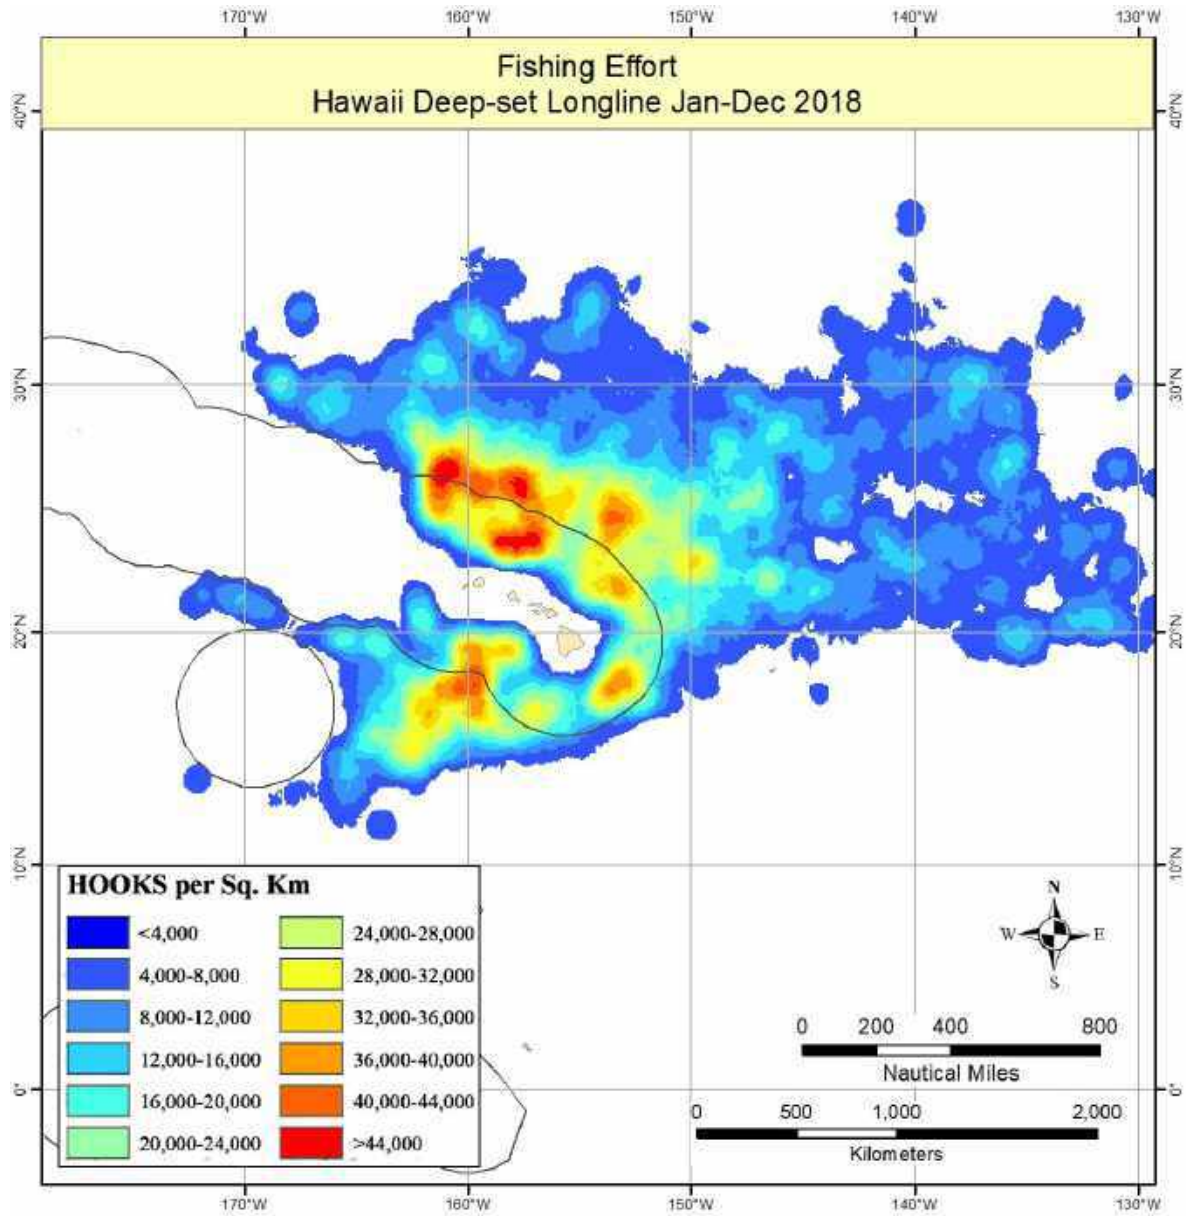 170°W 160°W 150°W 140°W 130°W
Fishing Effort
Hawaii Deep-set Longline Jan-Dec 2018
40°N 40°N
30°N 30°N
20°N 20°N
10°N 10°N
0° 0°
HOOKS per Sq. Km
<4,000 24,000-28,000
4,000-8,000 28,000-32,000
8,000-12,000 32,000-36,000
12,000-16,000 36,000-40,000
16,000-20,000 40,000-44,000
20,000-24,000 >44,000
N
W E
S
0 200 400 800
Nautical Miles
0 500 1,000 2,000
Kilometers
170°W 160°W 150°W 140°W 130°W